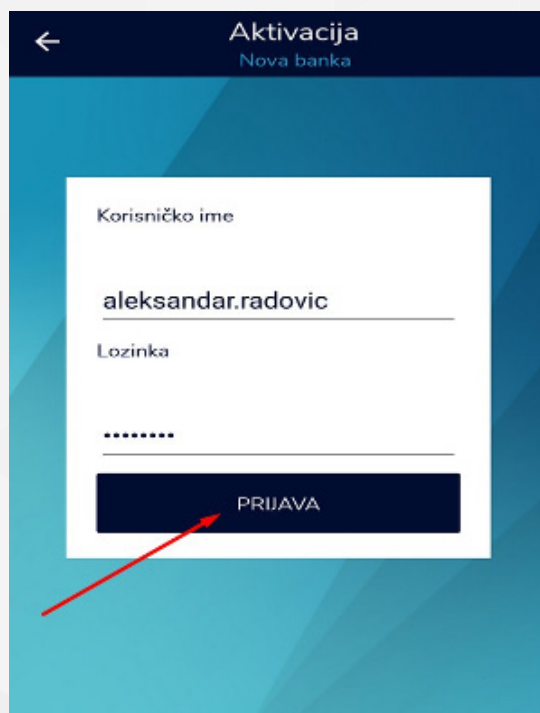 Aktivacija
Nova banka
Korisničko ime
aleksandar.radovic
Lozinka
••••••••
PRIJAVA